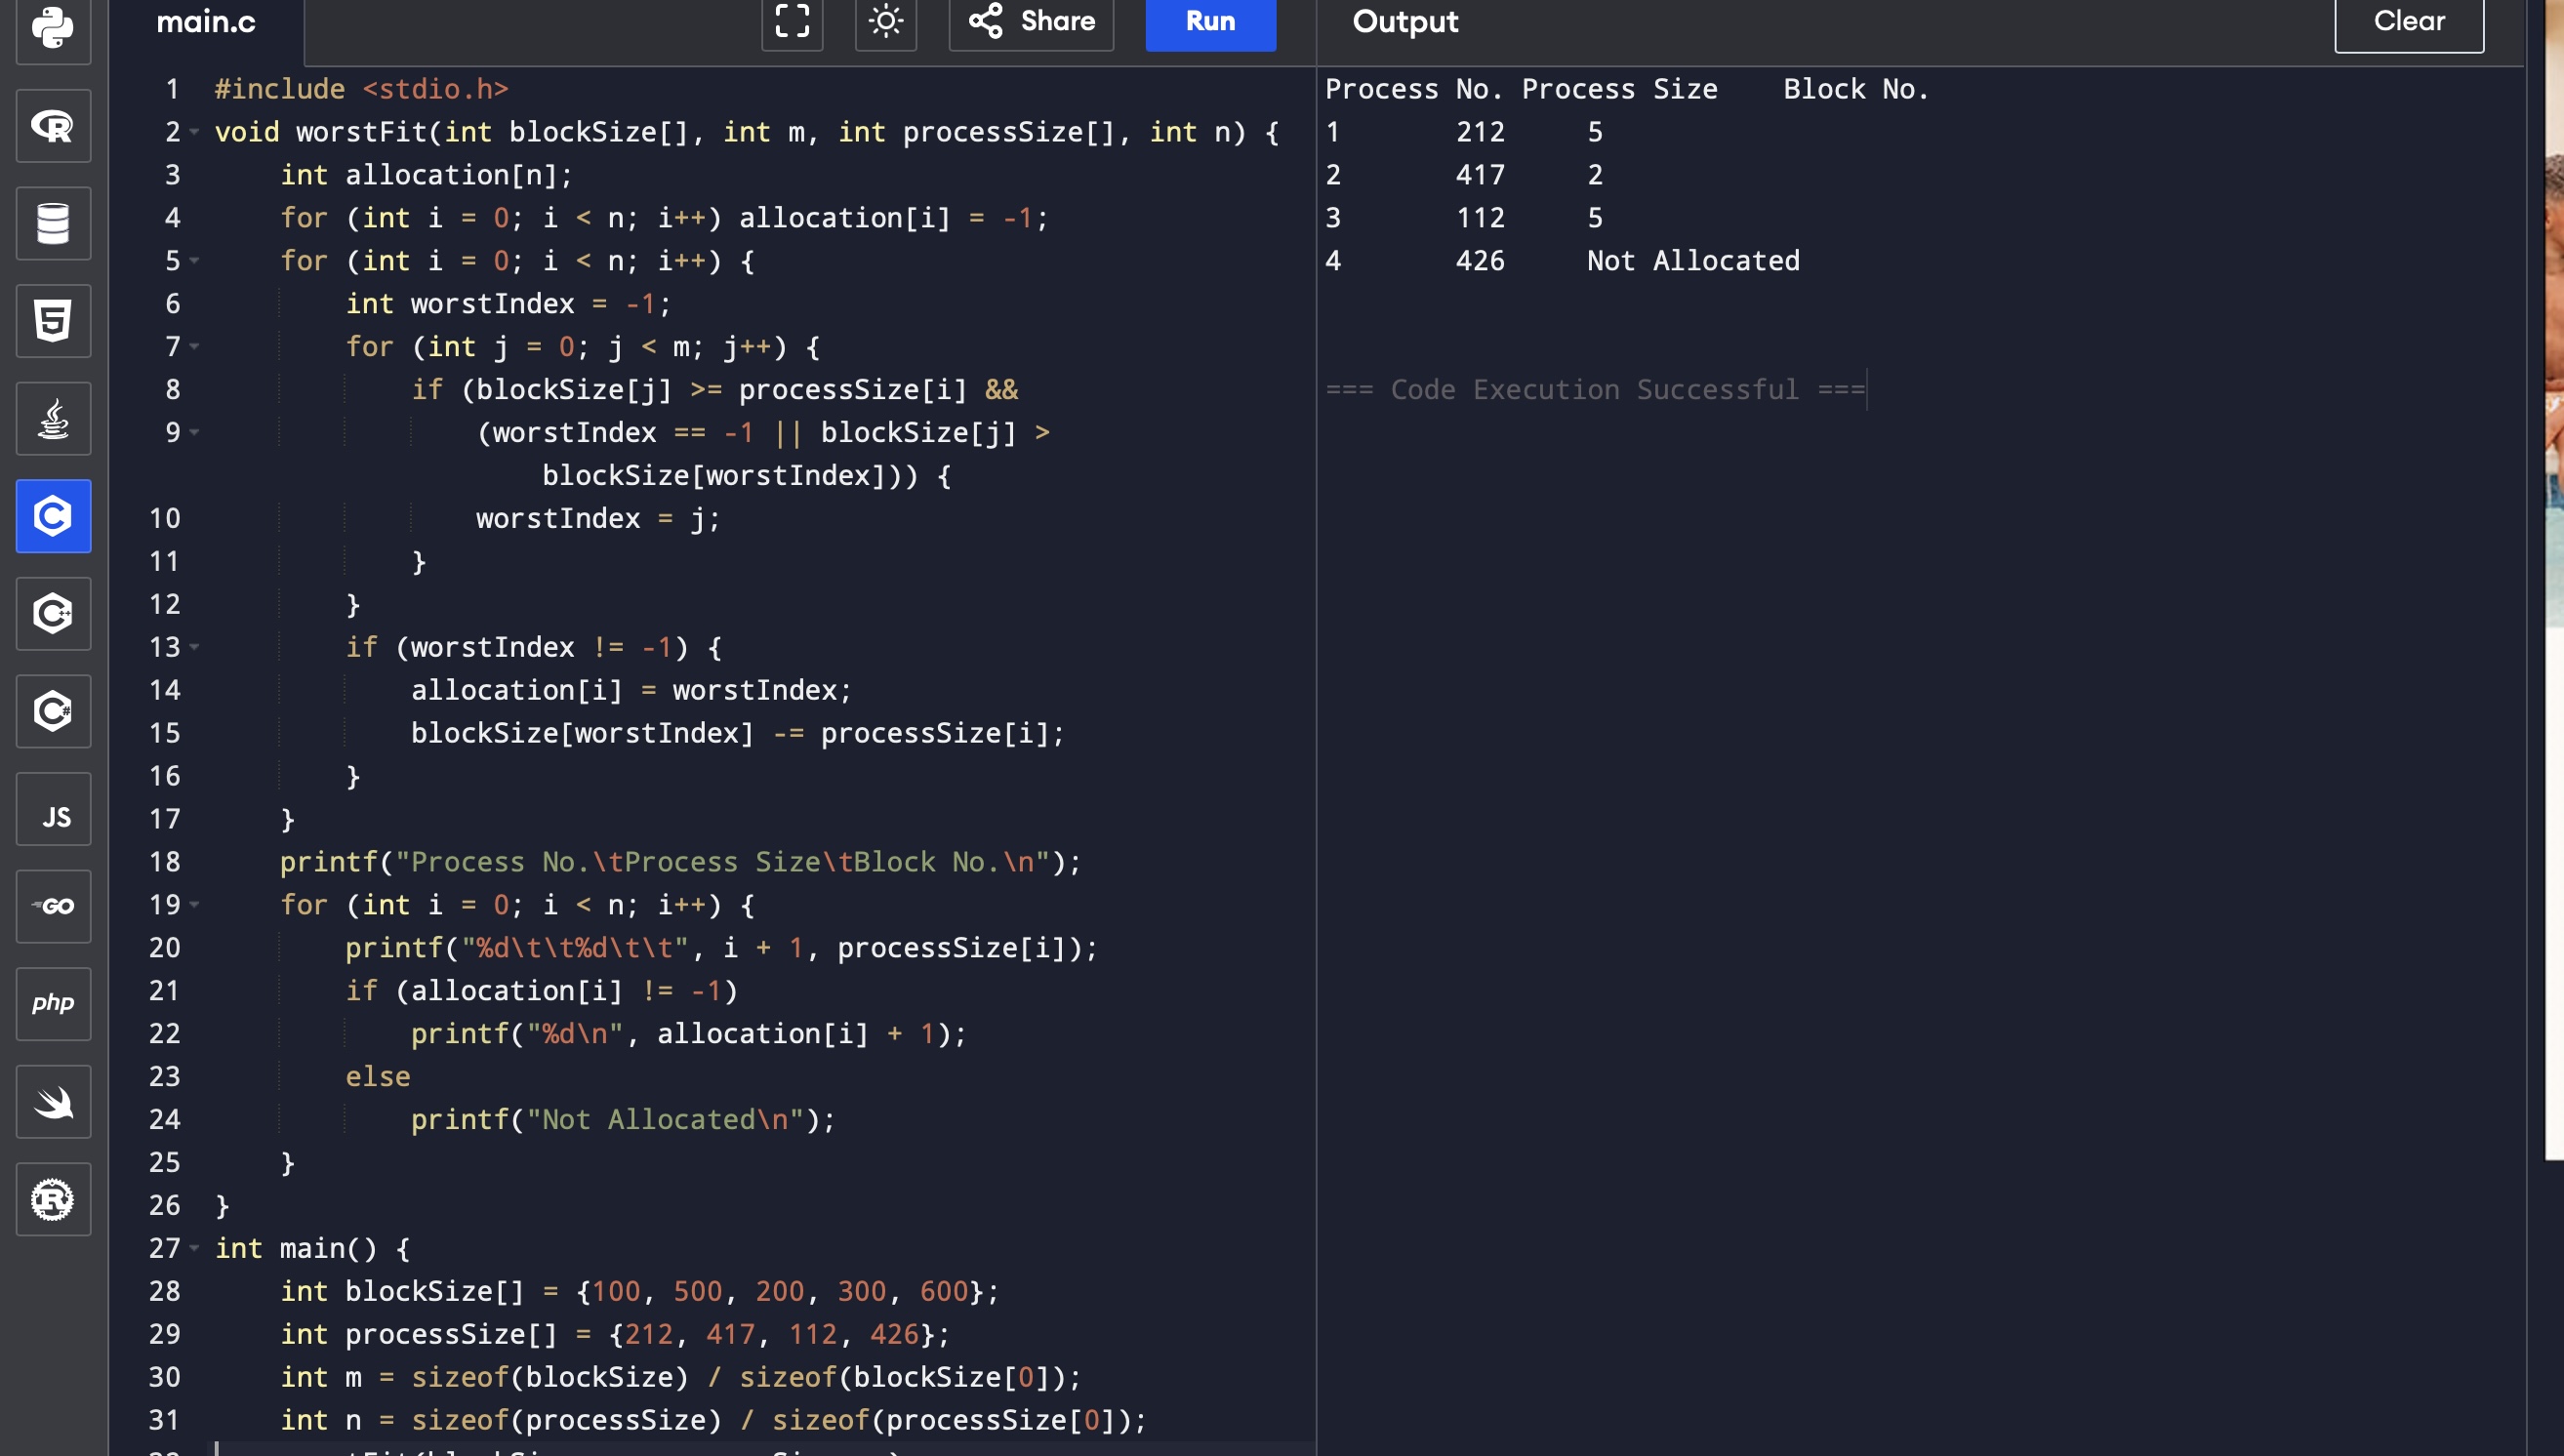 main.c
Share
Run
Output
Clear
1 #include <stdio.h>
2 void worstFit(int blockSize[], int m, int processSize[], int n) {
3     int allocation[n];
4     for (int i = 0; i < n; i++) allocation[i] = -1;
5     for (int i = 0; i < n; i++) {
6         int worstIndex = -1;
7         for (int j = 0; j < m; j++) {
8             if (blockSize[j] >= processSize[i] &&
9                 (worstIndex == -1 || blockSize[j] >
                    blockSize[worstIndex])) {
10                worstIndex = j;
11            }
12        }
13        if (worstIndex != -1) {
14            allocation[i] = worstIndex;
15            blockSize[worstIndex] -= processSize[i];
16        }
17    }
18    printf("Process No.\tProcess Size\tBlock No.\n");
19    for (int i = 0; i < n; i++) {
20        printf("%d\t\t%d\t\t", i + 1, processSize[i]);
21        if (allocation[i] != -1)
22            printf("%d\n", allocation[i] + 1);
23        else
24            printf("Not Allocated\n");
25    }
26 }
27 int main() {
28    int blockSize[] = {100, 500, 200, 300, 600};
29    int processSize[] = {212, 417, 112, 426};
30    int m = sizeof(blockSize) / sizeof(blockSize[0]);
31    int n = sizeof(processSize) / sizeof(processSize[0]);
Process No. Process Size    Block No.
1       212     5
2       417     2
3       112     5
4       426     Not Allocated
=== Code Execution Successful ===
R
5
C
C++
C#
JS
GO
php
R